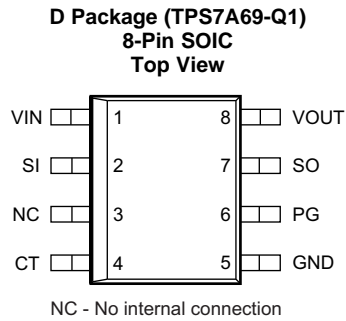 D Package (TPS7A69-Q1)
8-Pin SOIC
Top View
VIN 1 8 VOUT
SI 2 7 SO
NC 3 6 PG
CT 4 5 GND
NC - No internal connection